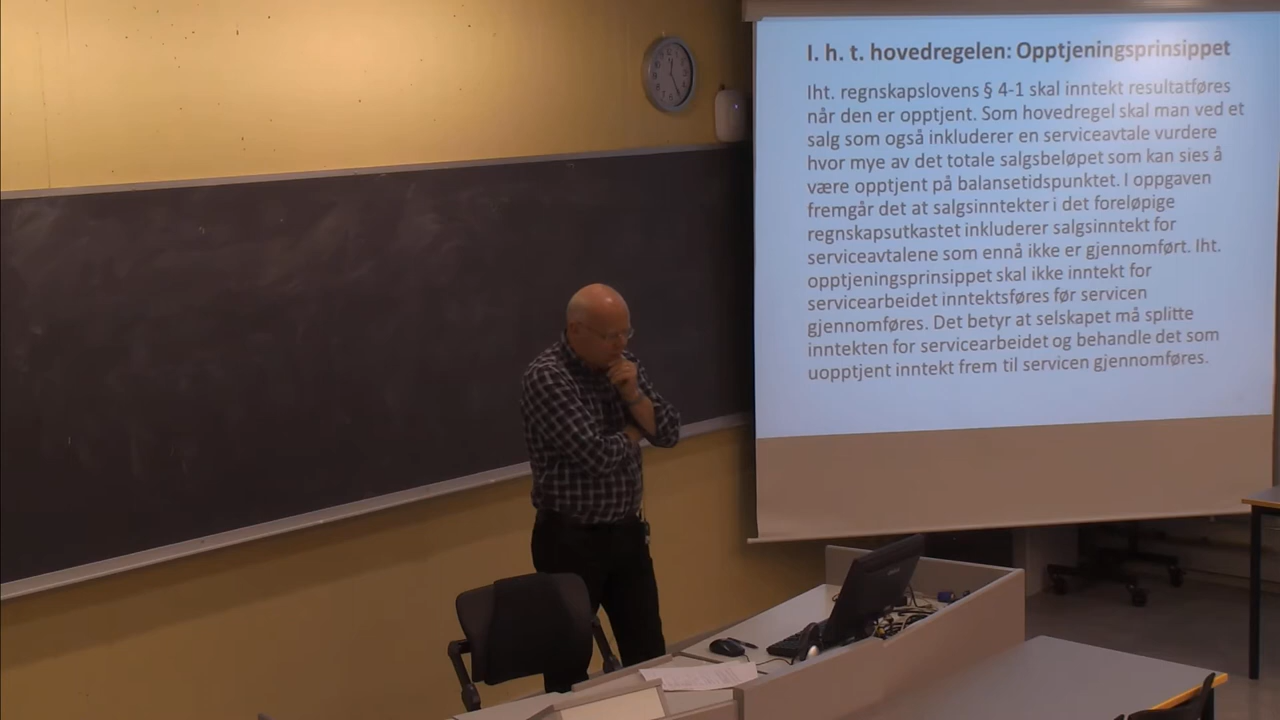 I. h. t. hovedregelen: Opptjeningsprinsippet
Iht. regnskapslovens § 4-1 skal inntekt resultatføres
når den er opptjent. Som hovedregel skal man ved et
salg som også inkluderer en serviceavtale vurdere
hvor mye av det totale salgsbeløpet som kan sies å
være opptjent på balansetidspunktet. I oppgaven
fremgår det at salgsinntekter i det foreløpige
regnskapsutkastet inkluderer salgsinntekt for
serviceavtalene som ennå ikke er gjennomført. Iht.
opptjeningsprinsippet skal ikke inntekt for
servicearbeidet inntektsføres før servicen
gjennomføres. Det betyr at selskapet må splitte
inntekten for servicearbeidet og behandle det som
uopptjent inntekt frem til servicen gjennomføres.